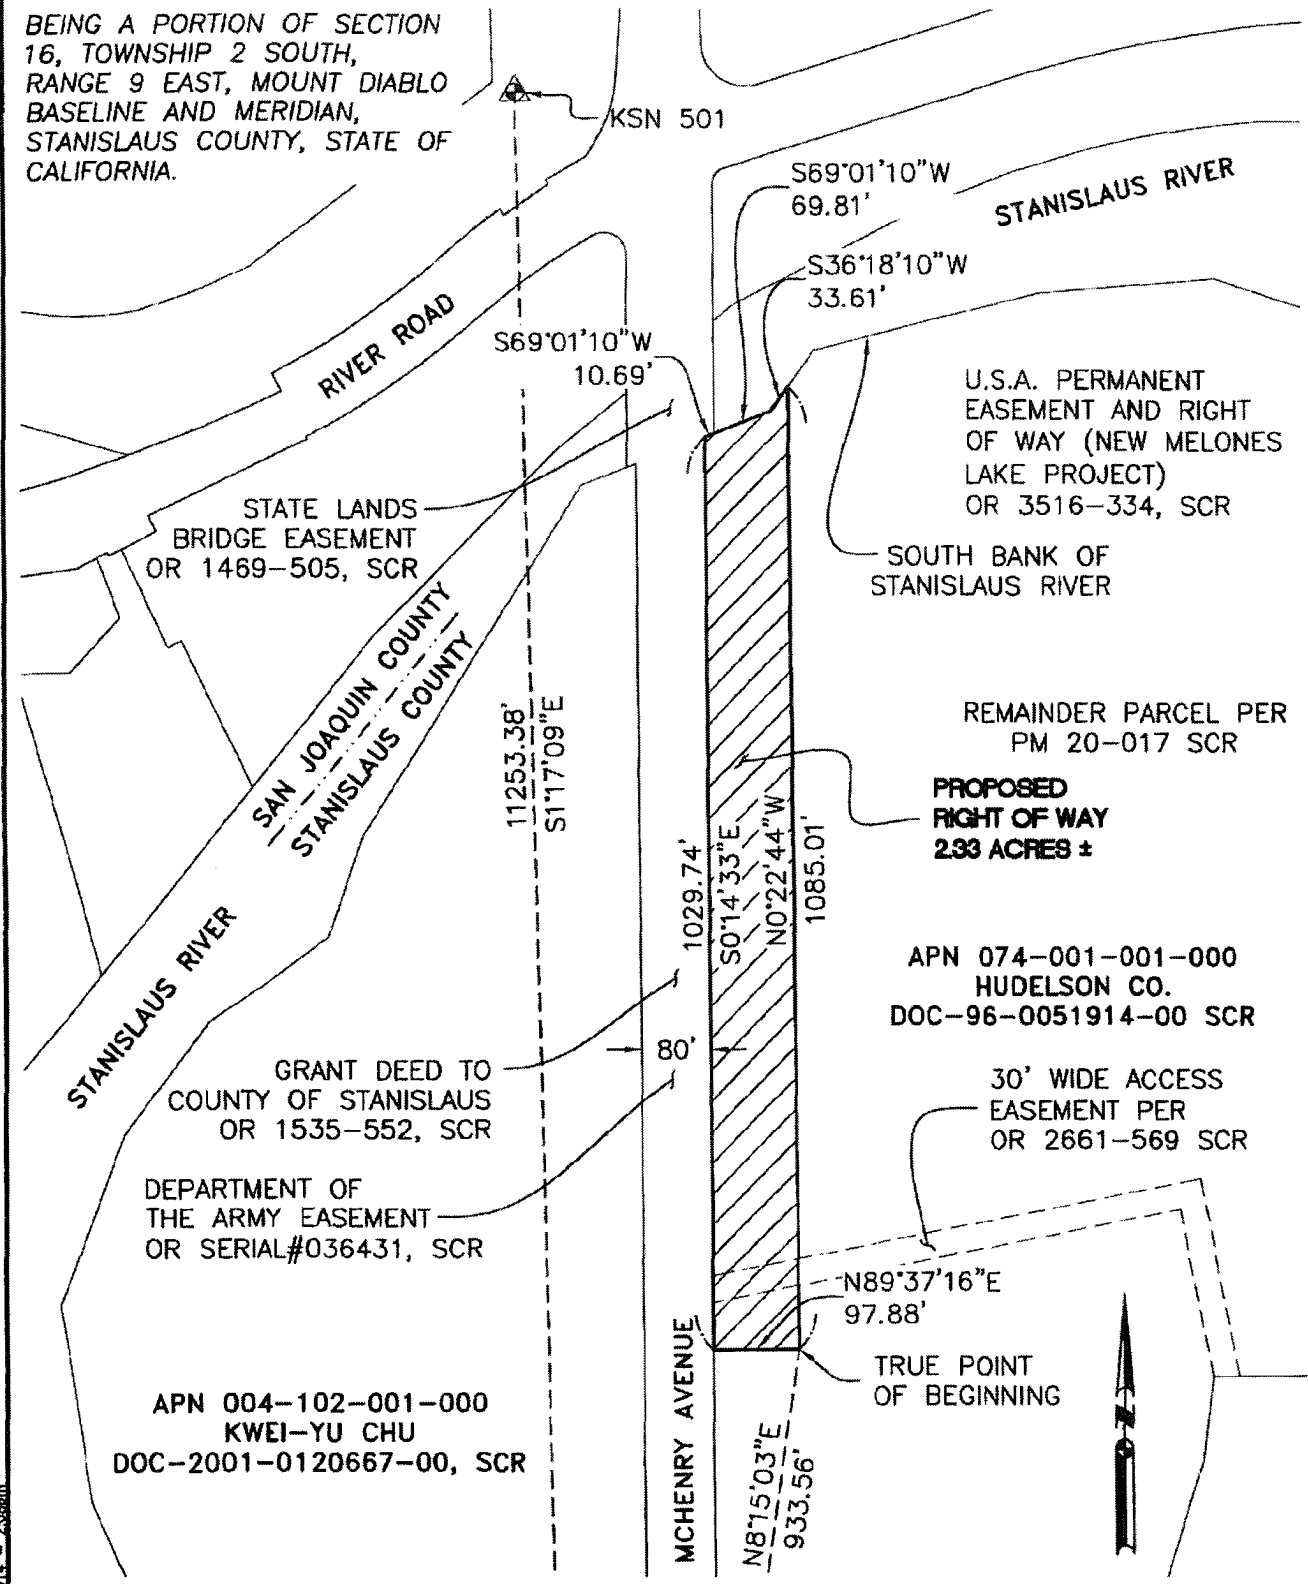 BEING A PORTION OF SECTION
16, TOWNSHIP 2 SOUTH,
RANGE 9 EAST, MOUNT DIABLO
BASELINE AND MERIDIAN,
STANISLAUS COUNTY, STATE OF
CALIFORNIA.
KSN 501
S69°01'10"W
69.81'
STANISLAUS RIVER
S36°18'10"W
33.61'
RIVER ROAD
S69°01'10"W
10.69'
U.S.A. PERMANENT
EASEMENT AND RIGHT
OF WAY (NEW MELONES
LAKE PROJECT)
OR 3516-334, SCR
STATE LANDS
BRIDGE EASEMENT
OR 1469-505, SCR
SOUTH BANK OF
STANISLAUS RIVER
SAN JOAQUIN COUNTY
STANISLAUS COUNTY
11253.38'
S1°17'09"E
REMAINDER PARCEL PER
PM 20-017 SCR
PROPOSED
RIGHT OF WAY
2.33 ACRES ±
1029.74'
S0°14'33"E
N0°22'44"W
1085.01'
STANISLAUS RIVER
APN 074-001-001-000
HUDELSON CO.
DOC-96-0051914-00 SCR
80'
GRANT DEED TO
COUNTY OF STANISLAUS
OR 1535-552, SCR
30' WIDE ACCESS
EASEMENT PER
OR 2661-569 SCR
DEPARTMENT OF
THE ARMY EASEMENT
OR SERIAL#036431, SCR
N89°37'16"E
97.88'
TRUE POINT
OF BEGINNING
MCHENRY AVENUE
APN 004-102-001-000
KWEI-YU CHU
DOC-2001-0120667-00, SCR
N8°15'03"E
933.56'